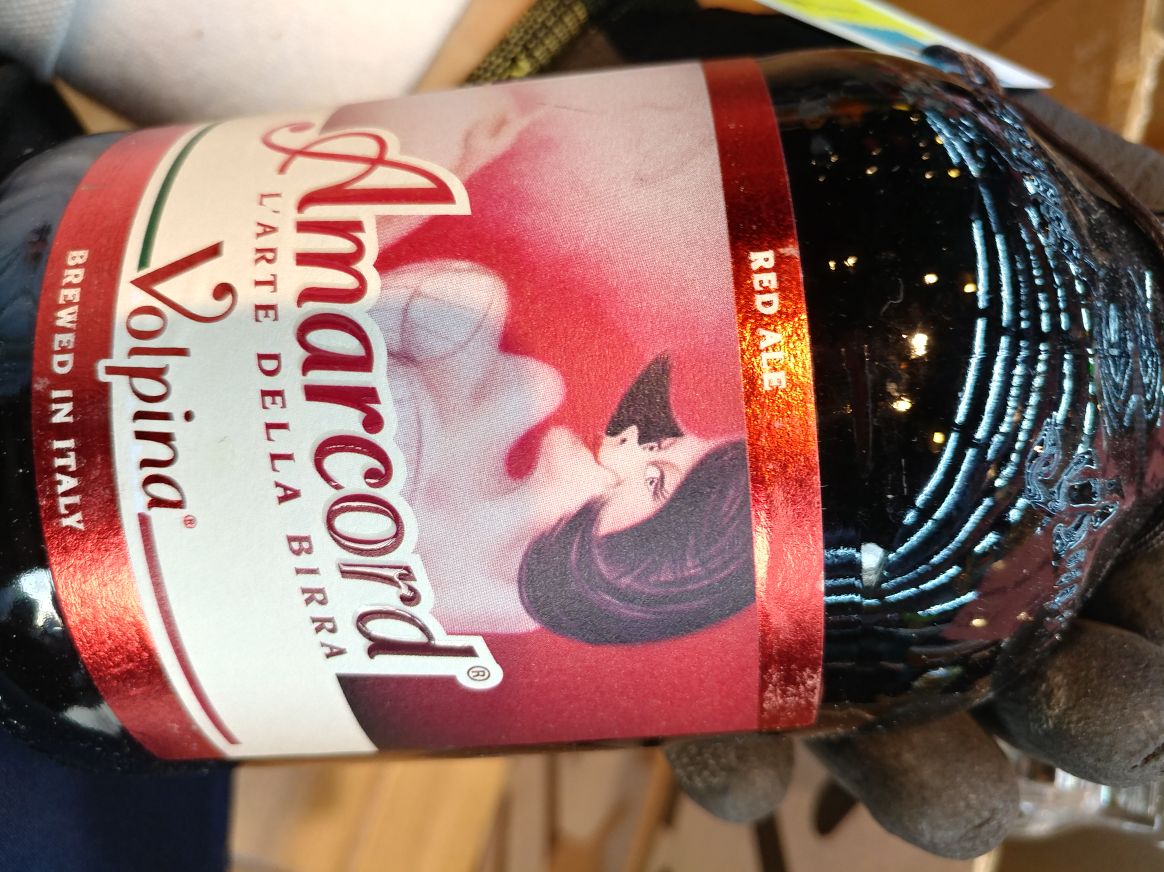 RED ALE
Amarcord®
L'ARTE DELLA BIRRA
Volpina®
BREWED IN ITALY